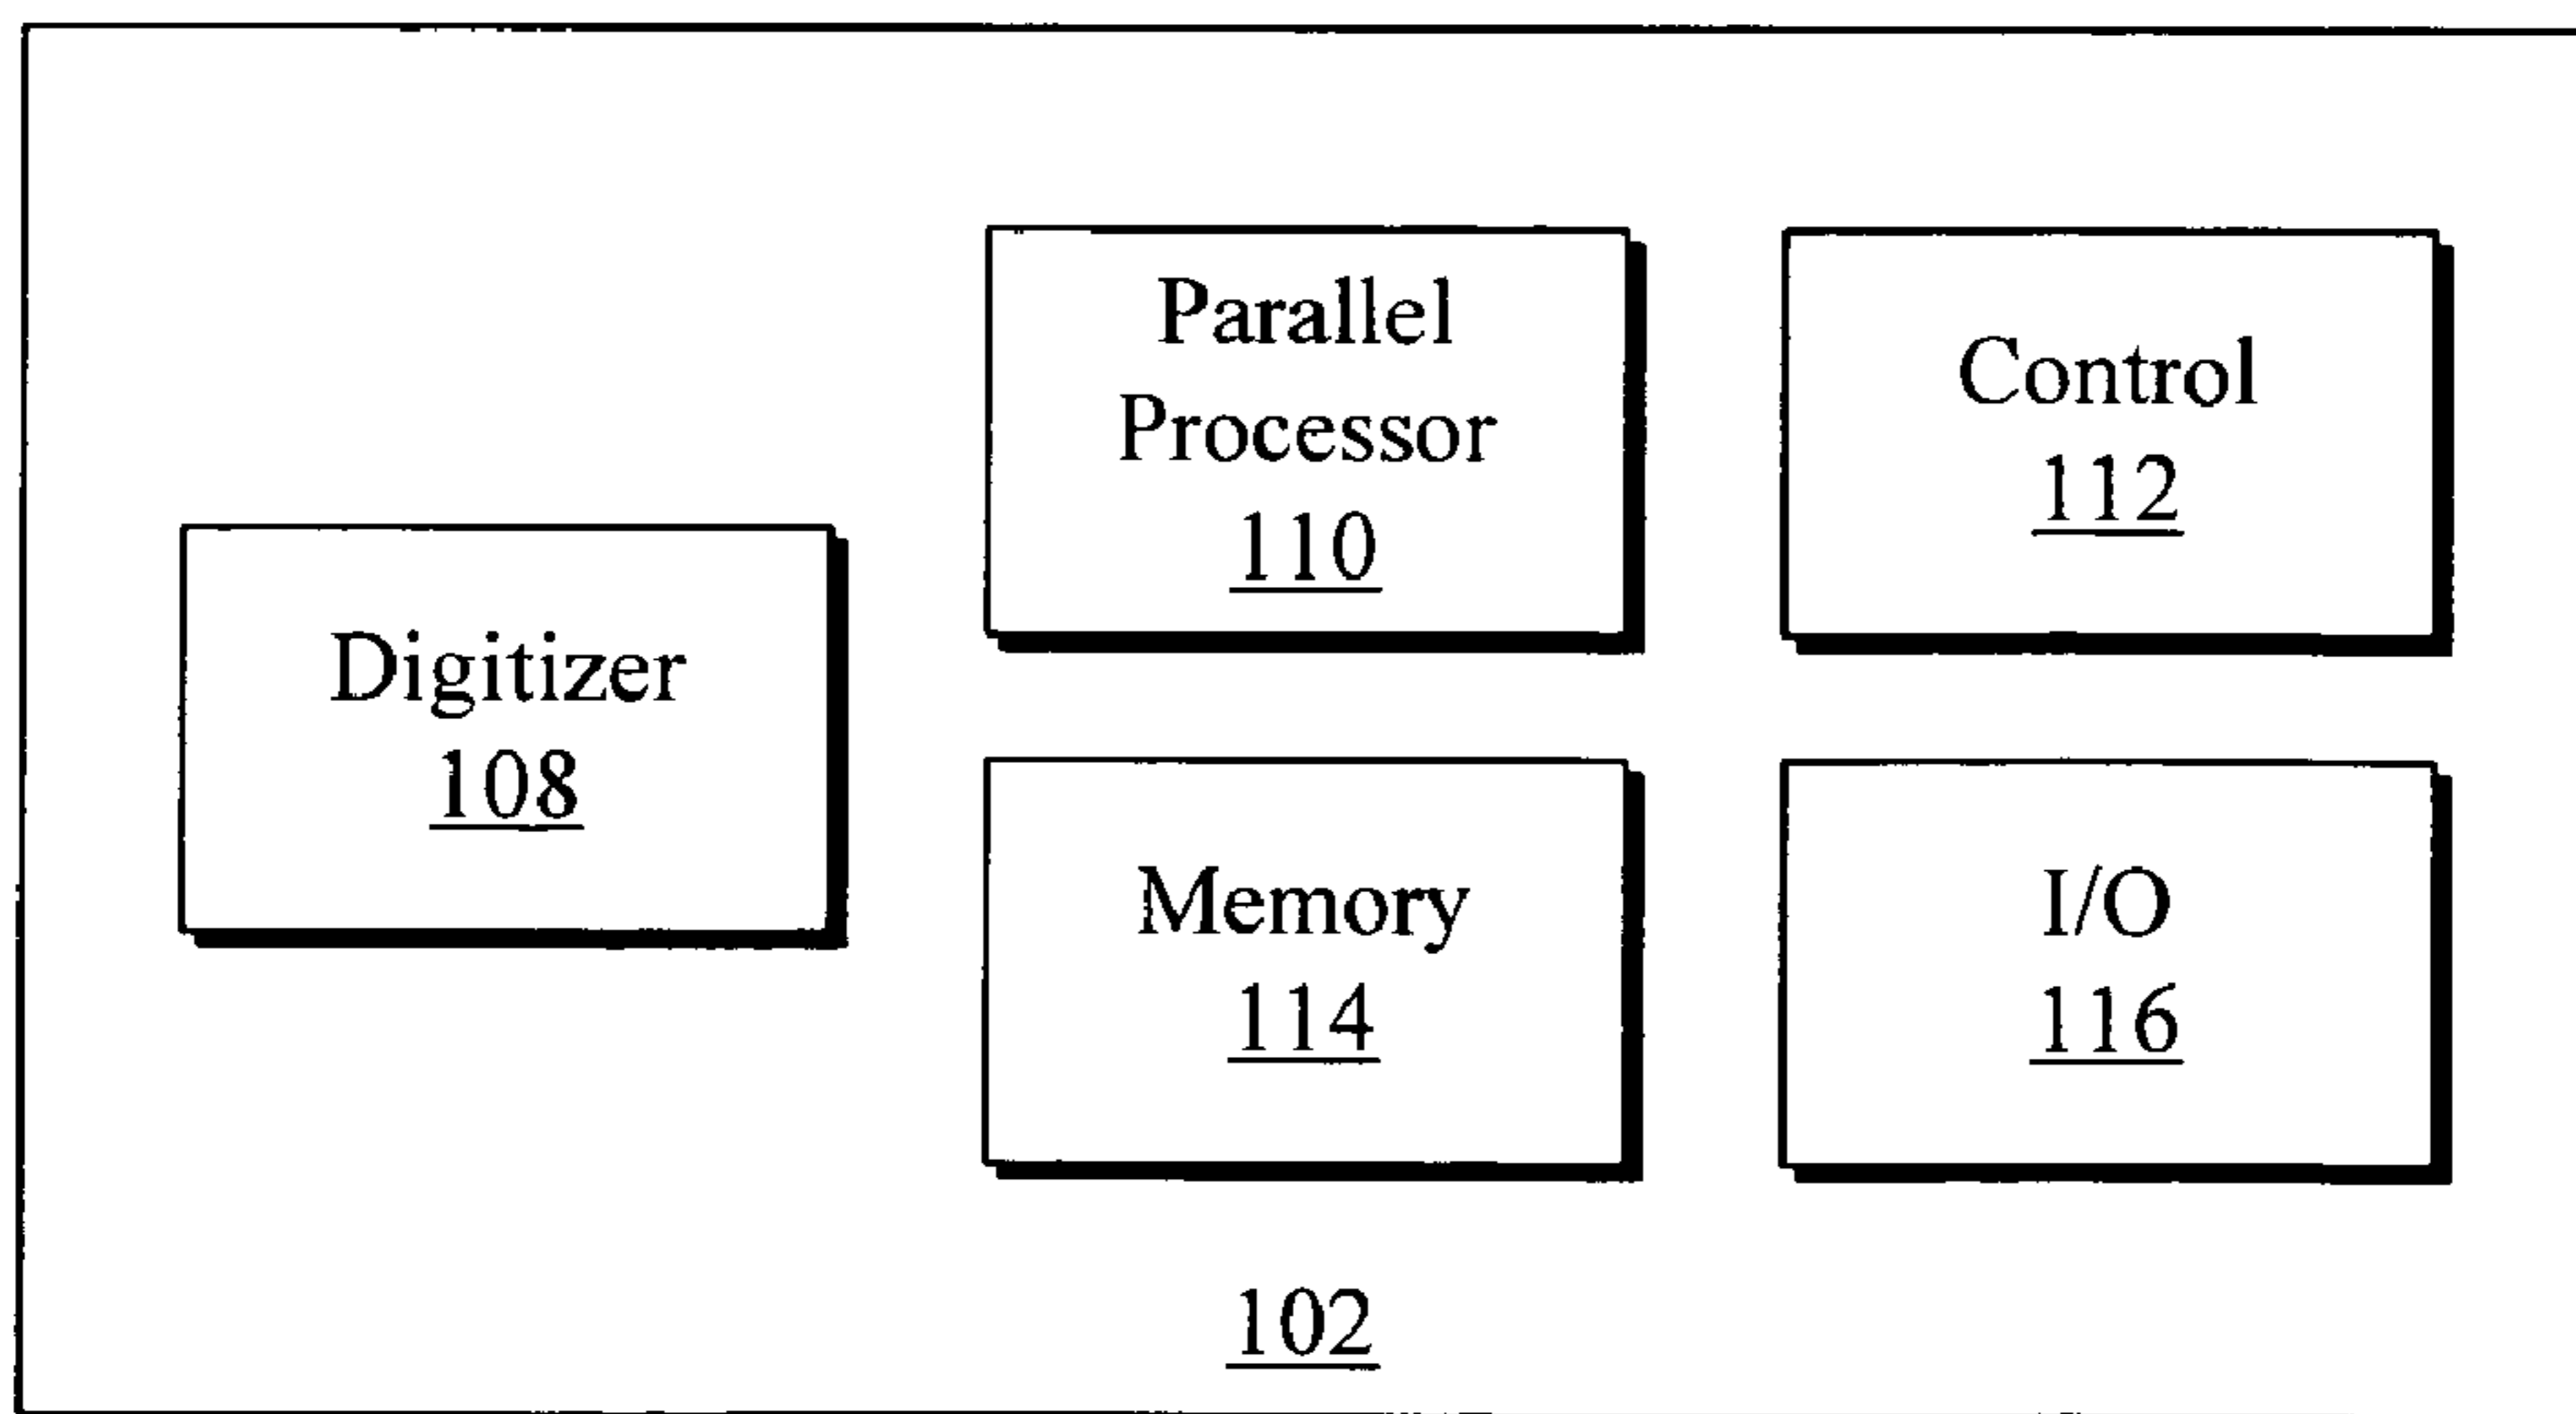 Parallel
Processor
110
Control
112
Digitizer
108
Memory
114
I/O
116
102